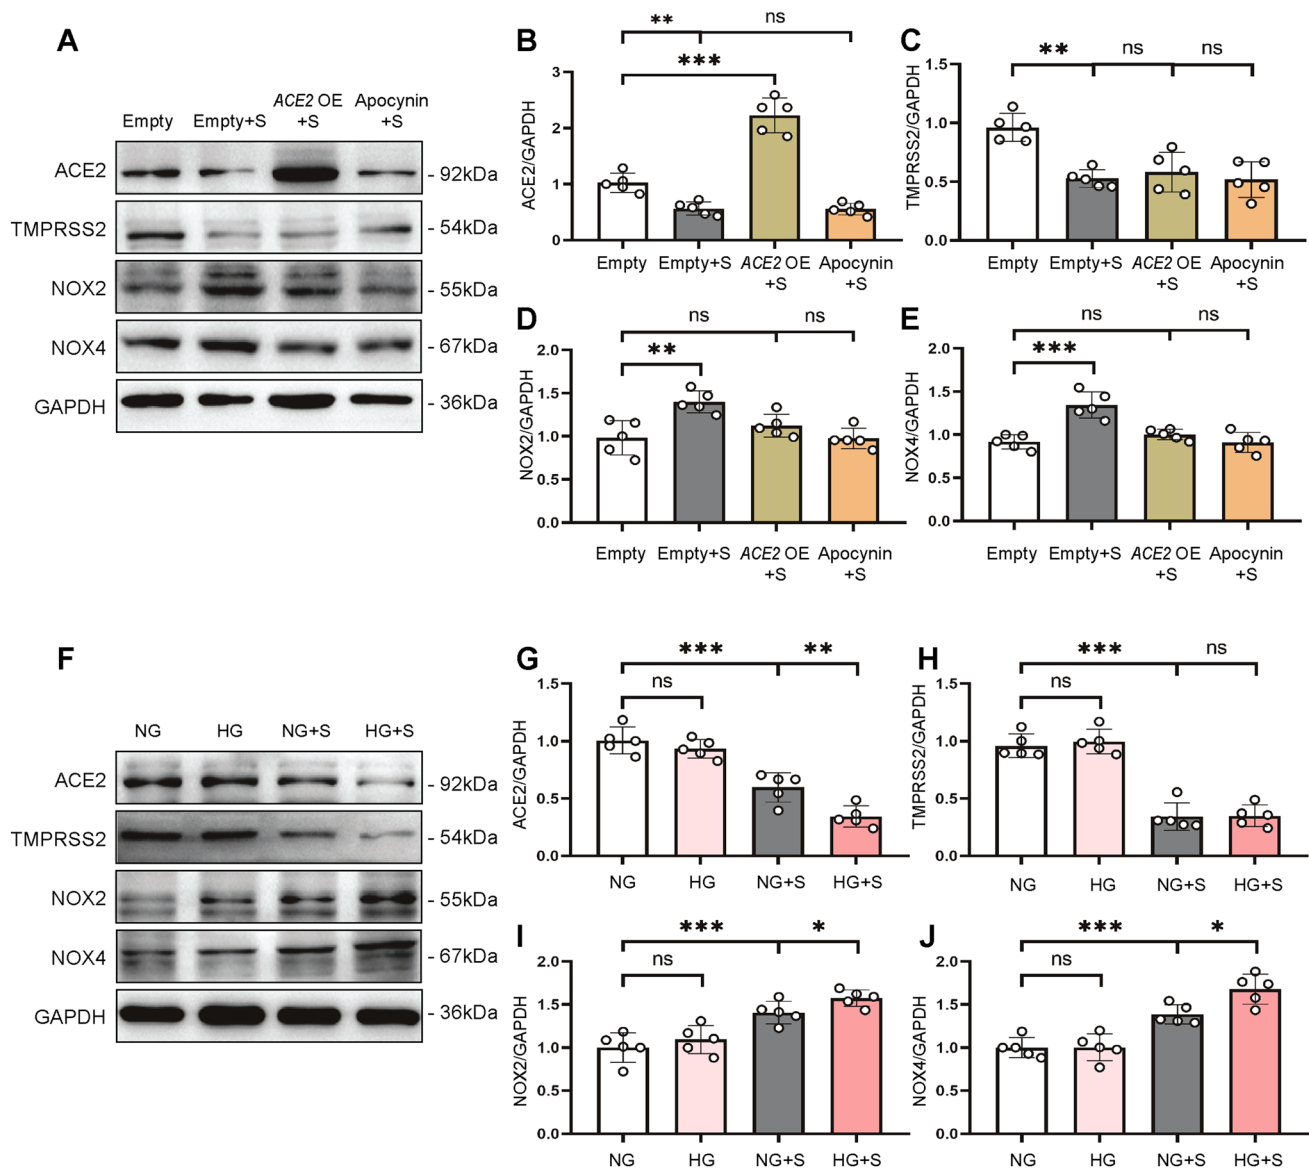 A
Empty
Empty+S
ACE2 OE
+S
Apocynin
+S
ACE2
- 92kDa
TMPRSS2
- 54kDa
NOX2
- 55kDa
NOX4
- 67kDa
GAPDH
- 36kDa
B
** ns
***
ACE2/GAPDH
3
2
1
0
Empty Empty+S ACE2 OE Apocynin
+S +S
C
** ns ns
TMPRSS2/GAPDH
1.5
1.0
0.5
0.0
Empty Empty+S ACE2 OE Apocynin
+S +S
D
ns ns
**
NOX2/GAPDH
2.0
1.5
1.0
0.5
0.0
Empty Empty+S ACE2 OE Apocynin
+S +S
E
ns ns
***
NOX4/GAPDH
2.0
1.5
1.0
0.5
0.0
Empty Empty+S ACE2 OE Apocynin
+S +S
F
NG HG NG+S HG+S
ACE2
- 92kDa
TMPRSS2
- 54kDa
NOX2
- 55kDa
NOX4
- 67kDa
GAPDH
- 36kDa
G
*** **
ns
ACE2/GAPDH
1.5
1.0
0.5
0.0
NG HG NG+S HG+S
H
*** ns
ns
TMPRSS2/GAPDH
1.5
1.0
0.5
0.0
NG HG NG+S HG+S
I
*** *
ns
NOX2/GAPDH
2.0
1.5
1.0
0.5
0.0
NG HG NG+S HG+S
J
*** *
ns
NOX4/GAPDH
2.0
1.5
1.0
0.5
0.0
NG HG NG+S HG+S